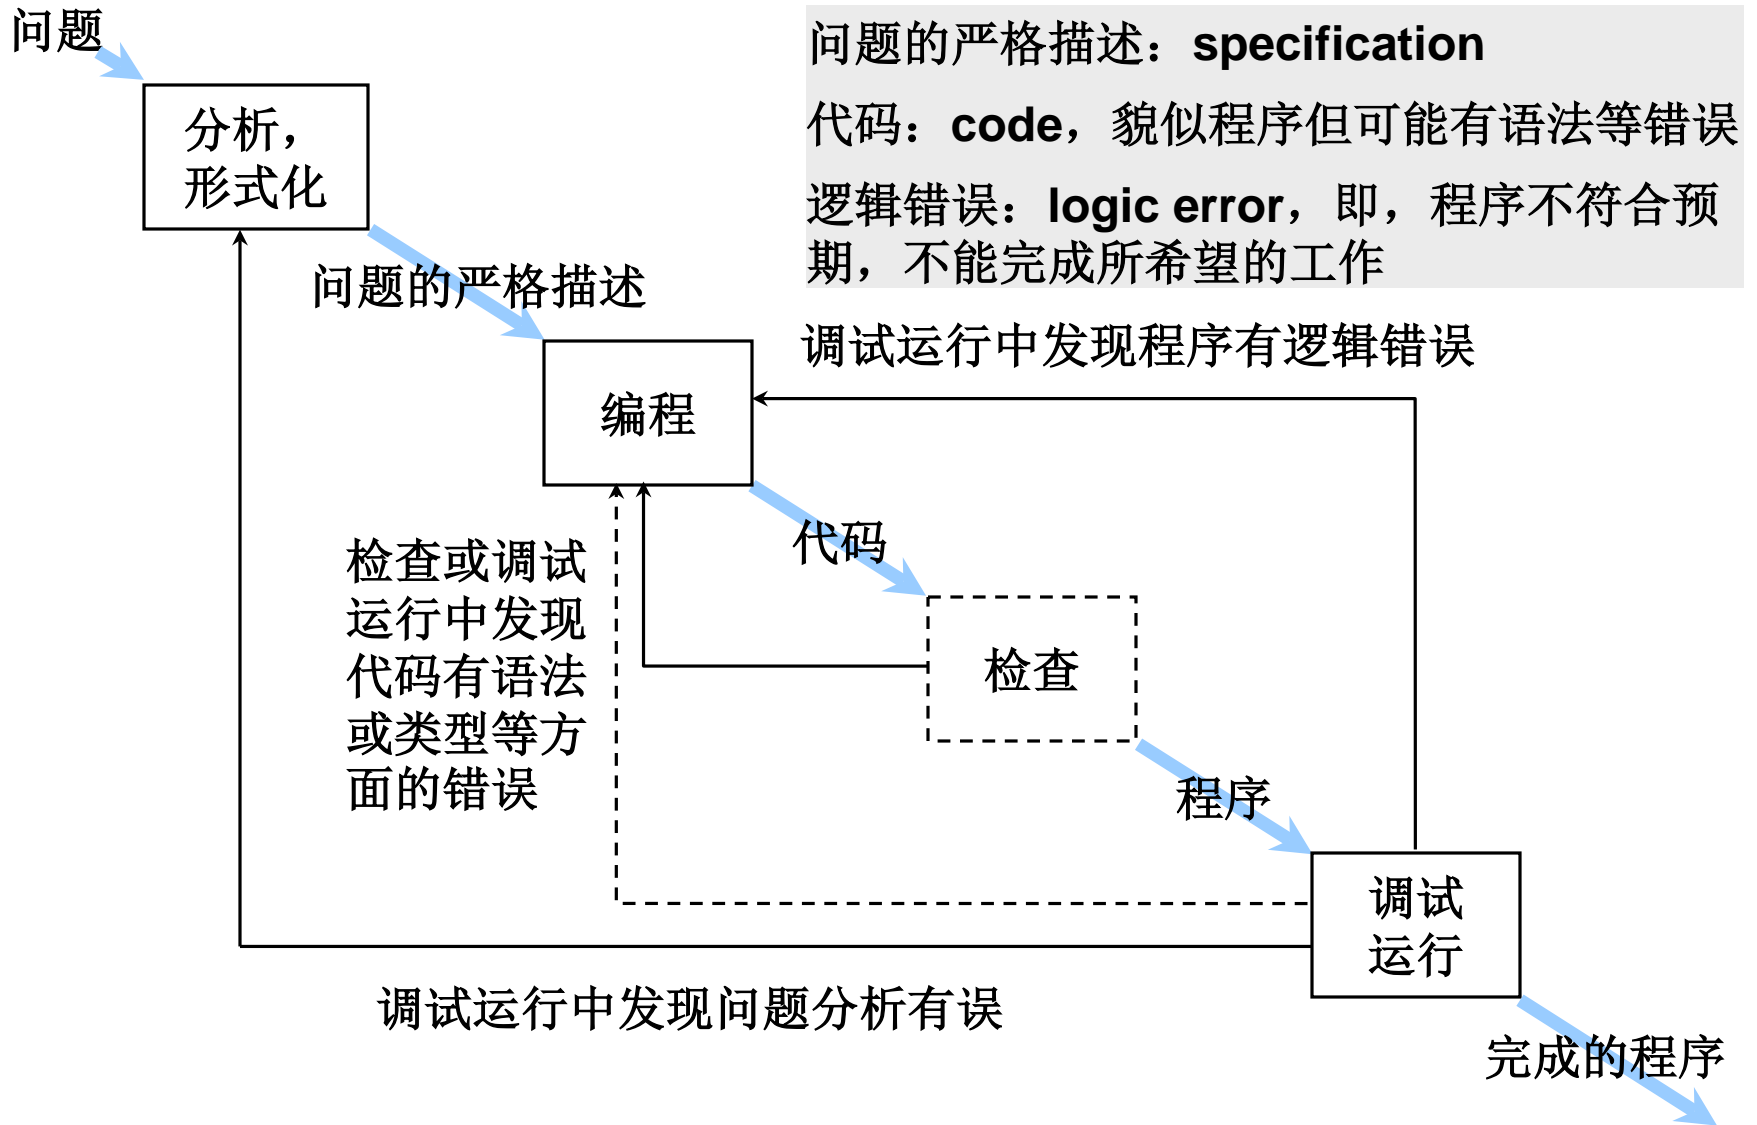 问题
问题的严格描述：specification
代码：code，貌似程序但可能有语法等错误
逻辑错误：logic error，即，程序不符合预
期，不能完成所希望的工作
分析，
形式化
问题的严格描述
调试运行中发现程序有逻辑错误
编程
代码
检查或调试
运行中发现
代码有语法
或类型等方
面的错误
检查
程序
调试
运行
调试运行中发现问题分析有误
完成的程序